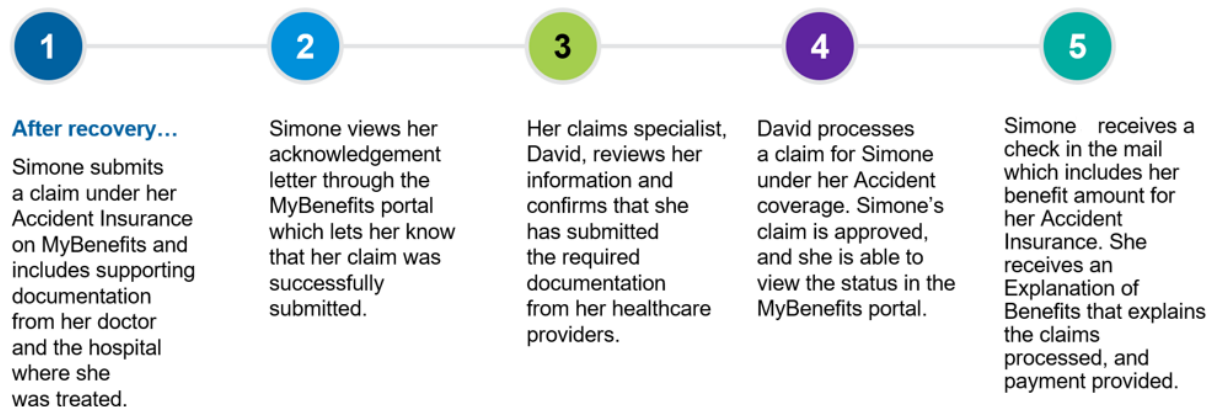 1
2
3
4
5
After recovery…
Simone submits
a claim under her
Accident Insurance
on MyBenefits and
includes supporting
documentation
from her doctor
and the hospital
where she
was treated.
Simone views her
acknowledgement
letter through the
MyBenefits portal
which lets her know
that her claim was
successfully
submitted.
Her claims specialist,
David, reviews her
information and
confirms that she
has submitted
the required
documentation
from her healthcare
providers.
David processes
a claim for Simone
under her Accident
coverage. Simone’s
claim is approved,
and she is able to
view the status in the
MyBenefits portal.
Simone receives a
check in the mail
which includes her
benefit amount for
her Accident
Insurance. She
receives an
Explanation of
Benefits that explains
the claims
processed, and
payment provided.